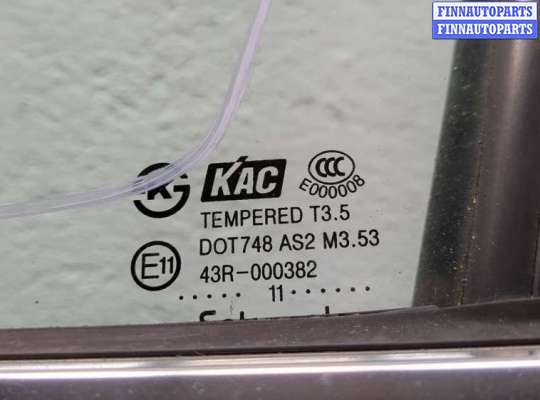 FINNAUTOPARTS
FINNAUTOPARTS
KAC
CCC
E000008
TEMPERED T3.5
DOT748 AS2 M3.53
E11
43R-000382
..... 11......